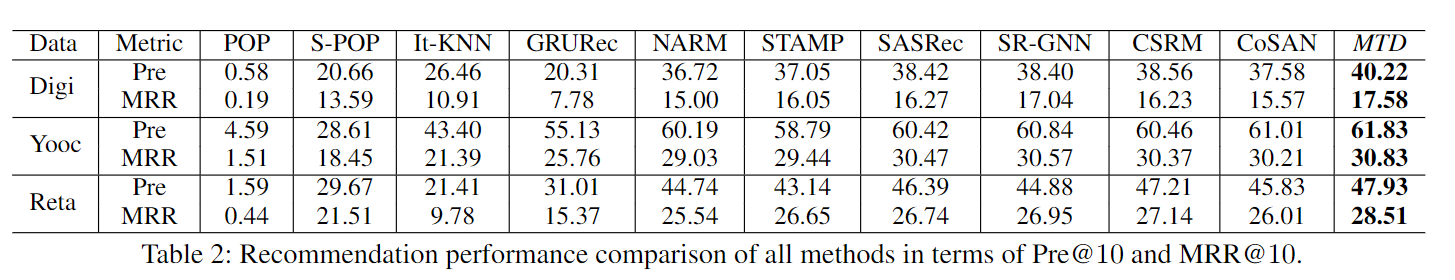 Data Metric POP S-POP It-KNN GRURec NARM STAMP SASRec SR-GNN CSRM CoSAN MTD
Digi Pre 0.58 20.66 26.46 20.31 36.72 37.05 38.42 38.40 38.56 37.58 40.22
MRR 0.19 13.59 10.91 7.78 15.00 16.05 16.27 17.04 16.23 15.57 17.58
Yooc Pre 4.59 28.61 43.40 55.13 60.19 58.79 60.42 60.84 60.46 61.01 61.83
MRR 1.51 18.45 21.39 25.76 29.03 29.44 30.47 30.57 30.37 30.21 30.83
Reta Pre 1.59 29.67 21.41 31.01 44.74 43.14 46.39 44.88 47.21 45.83 47.93
MRR 0.44 21.51 9.78 15.37 25.54 26.65 26.74 26.95 27.14 26.01 28.51
Table 2: Recommendation performance comparison of all methods in terms of Pre@10 and MRR@10.